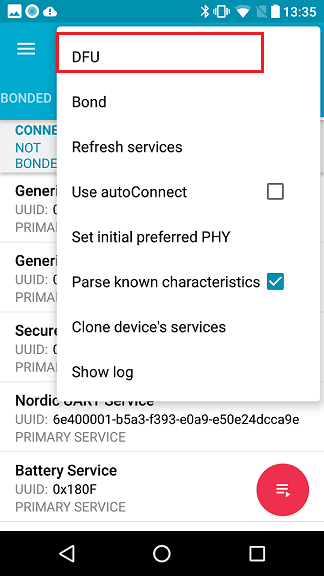 13:35
DFU
BONDED
Bond
CONNE
NOT
BONDE
Refresh services
Generi
UUID: 0
PRIMAR
Use autoConnect
Set initial preferred PHY
Generi
UUID: 0
PRIMAR
Parse known characteristics
Secure
UUID: 0
PRIMAR
Clone device's services
Show log
Nordic UART Service
UUID: 6e400001-b5a3-f393-e0a9-e50e24dcca9e
PRIMARY SERVICE
Battery Service
UUID: 0x180F
PRIMARY SERVICE